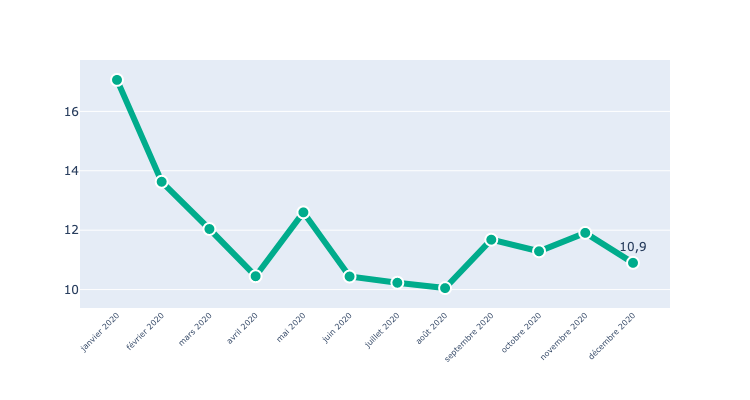 16
14
12
10
10,9
janvier 2020
février 2020
mars 2020
avril 2020
mai 2020
juin 2020
juillet 2020
août 2020
septembre 2020
octobre 2020
novembre 2020
décembre 2020